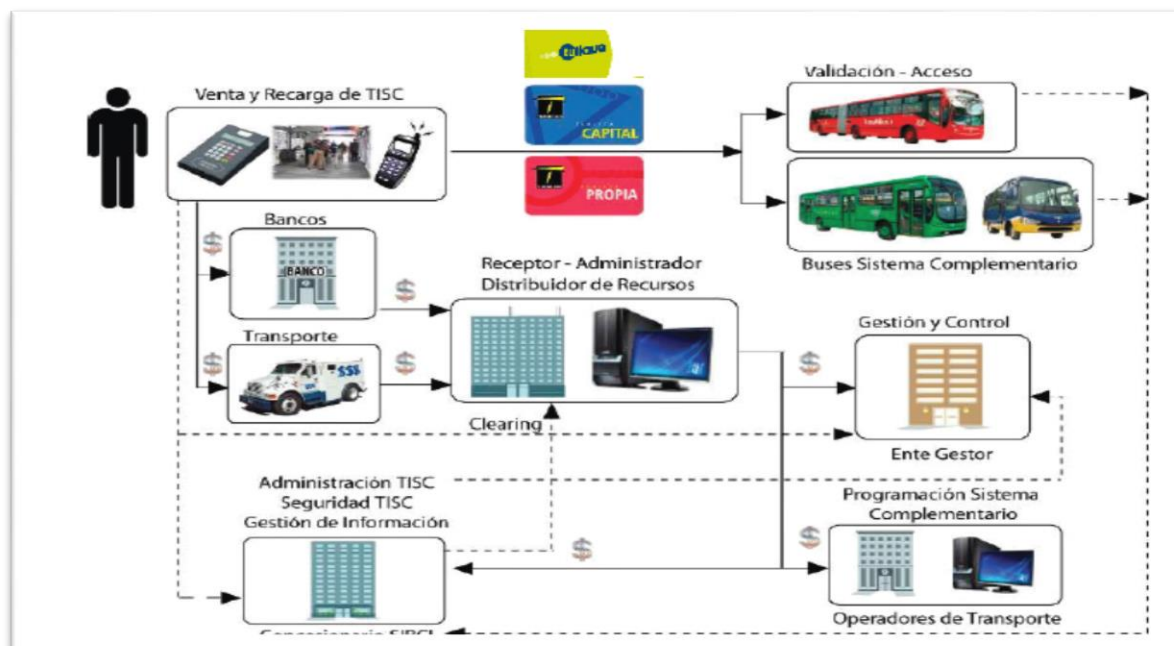 tullave
Venta y Recarga de TISC
CAPITAL
PROPIA
Validación - Acceso
Buses Sistema Complementario
Bancos
$
BANCO
Receptor - Administrador
Distribuidor de Recursos
$
Transporte
$
$
Clearing
Gestión y Control
$
Ente Gestor
Administración TISC
Seguridad TISC
Gestión de Información
$
Programación Sistema
Complementario
$
Operadores de Transporte